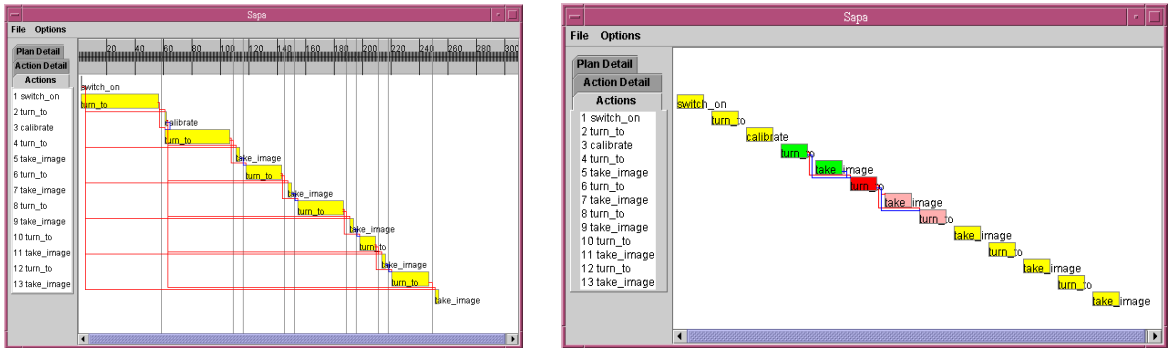 Sapa
File Options
Plan Detail
Action Detail
Actions
1 switch_on
2 turn_to
3 calibrate
4 turn_to
5 take_image
6 turn_to
7 take_image
8 turn_to
9 take_image
10 turn_to
11 take_image
12 turn_to
13 take_image
20 40 60 80 100 120 140 160 180 200 220 240 260 280 300
switch_on
turn_to
calibrate
turn_to
take_image
turn_to
take_image
turn_to
take_image
turn_to
take_image
turn_to
take_image
Sapa
File Options
Plan Detail
Action Detail
Actions
1 switch_on
2 turn_to
3 calibrate
4 turn_to
5 take_image
6 turn_to
7 take_image
8 turn_to
9 take_image
10 turn_to
11 take_image
12 turn_to
13 take_image
switch_on
turn_to
calibrate
turn_to
take_image
turn_to
take_image
turn_to
take_image
turn_to
take_image
turn_to
take_image